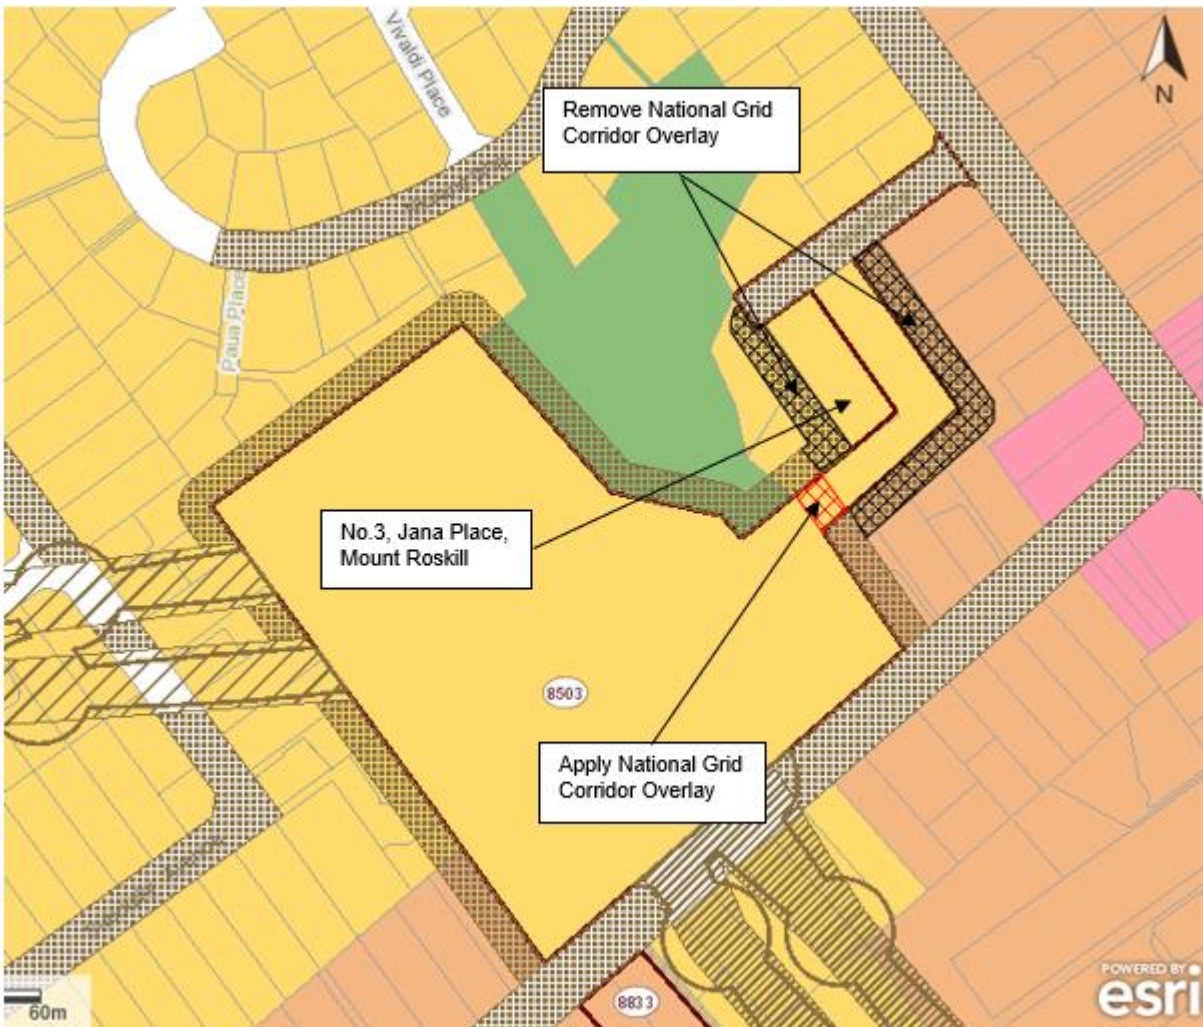 Vivaldi Place
Remove National Grid
Corridor Overlay
N
Paua Place
No.3, Jana Place,
Mount Roskill
8503
Apply National Grid
Corridor Overlay
8833
60m
POWERED BY
esri